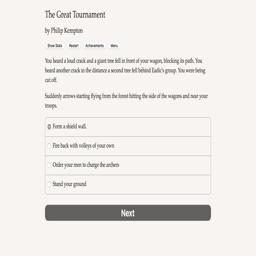 The Great Tournament
by Philip Kempton
Show Stats Restart Achievements Menu
You heard a loud crack and a giant tree fell in front of your wagon, blocking its path. You
heard another crack in the distance a second tree fell behind Eadic's group. You were being
cut off.
Suddenly arrows starting flying from the forest hitting the side of the wagons and near your
troops.
Form a shield wall.
Fire back with volleys of your own
Order your men to charge the archers
Stand your ground
Next